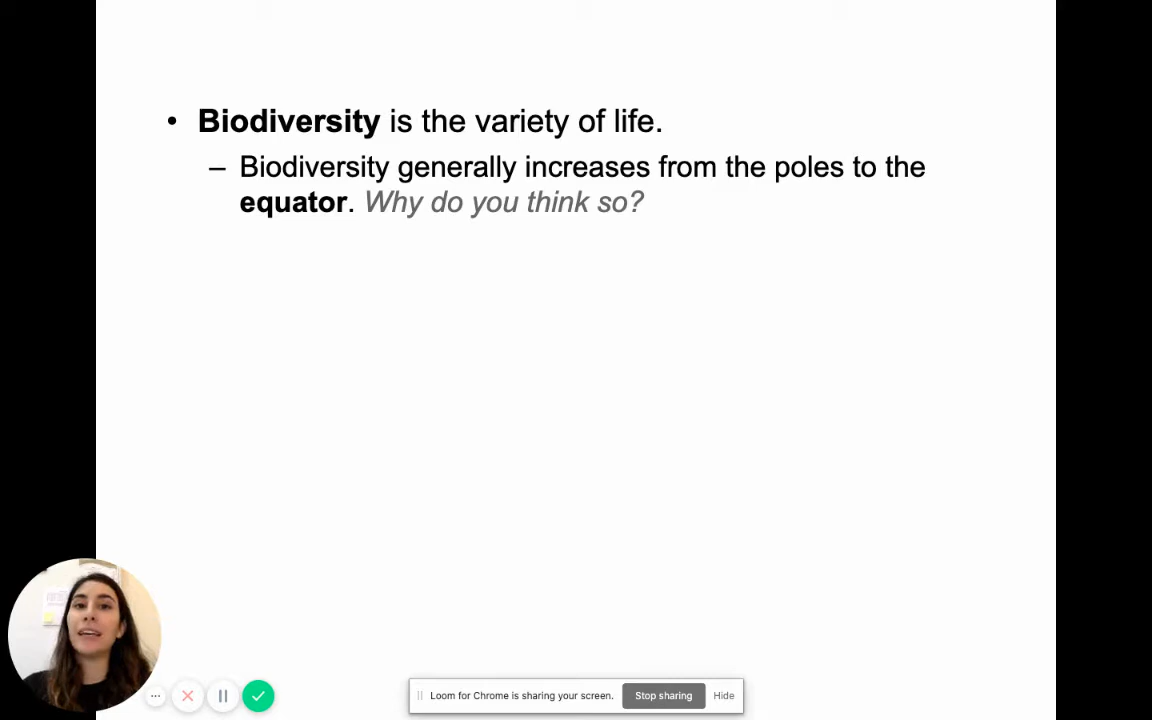 • Biodiversity is the variety of life.
– Biodiversity generally increases from the poles to the
equator. Why do you think so?
Loom for Chrome is sharing your screen. Stop sharing Hide